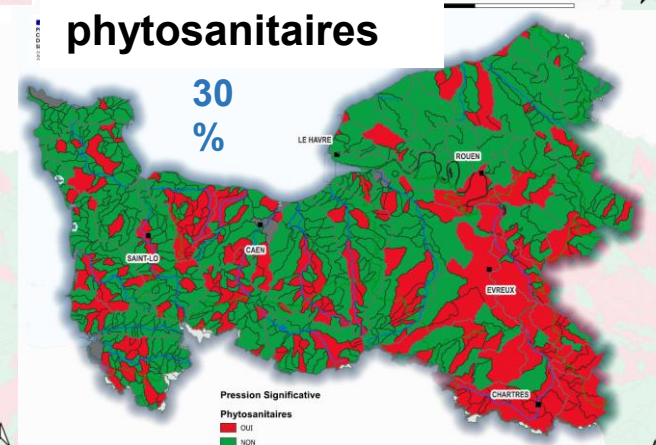 phytosanitaires
30
%
LE HAVRE
ROUEN
CAEN
SAINT-LO
EVREUX
CHARTRES
Pression Significative
Phytosanitaires
OUI
NON